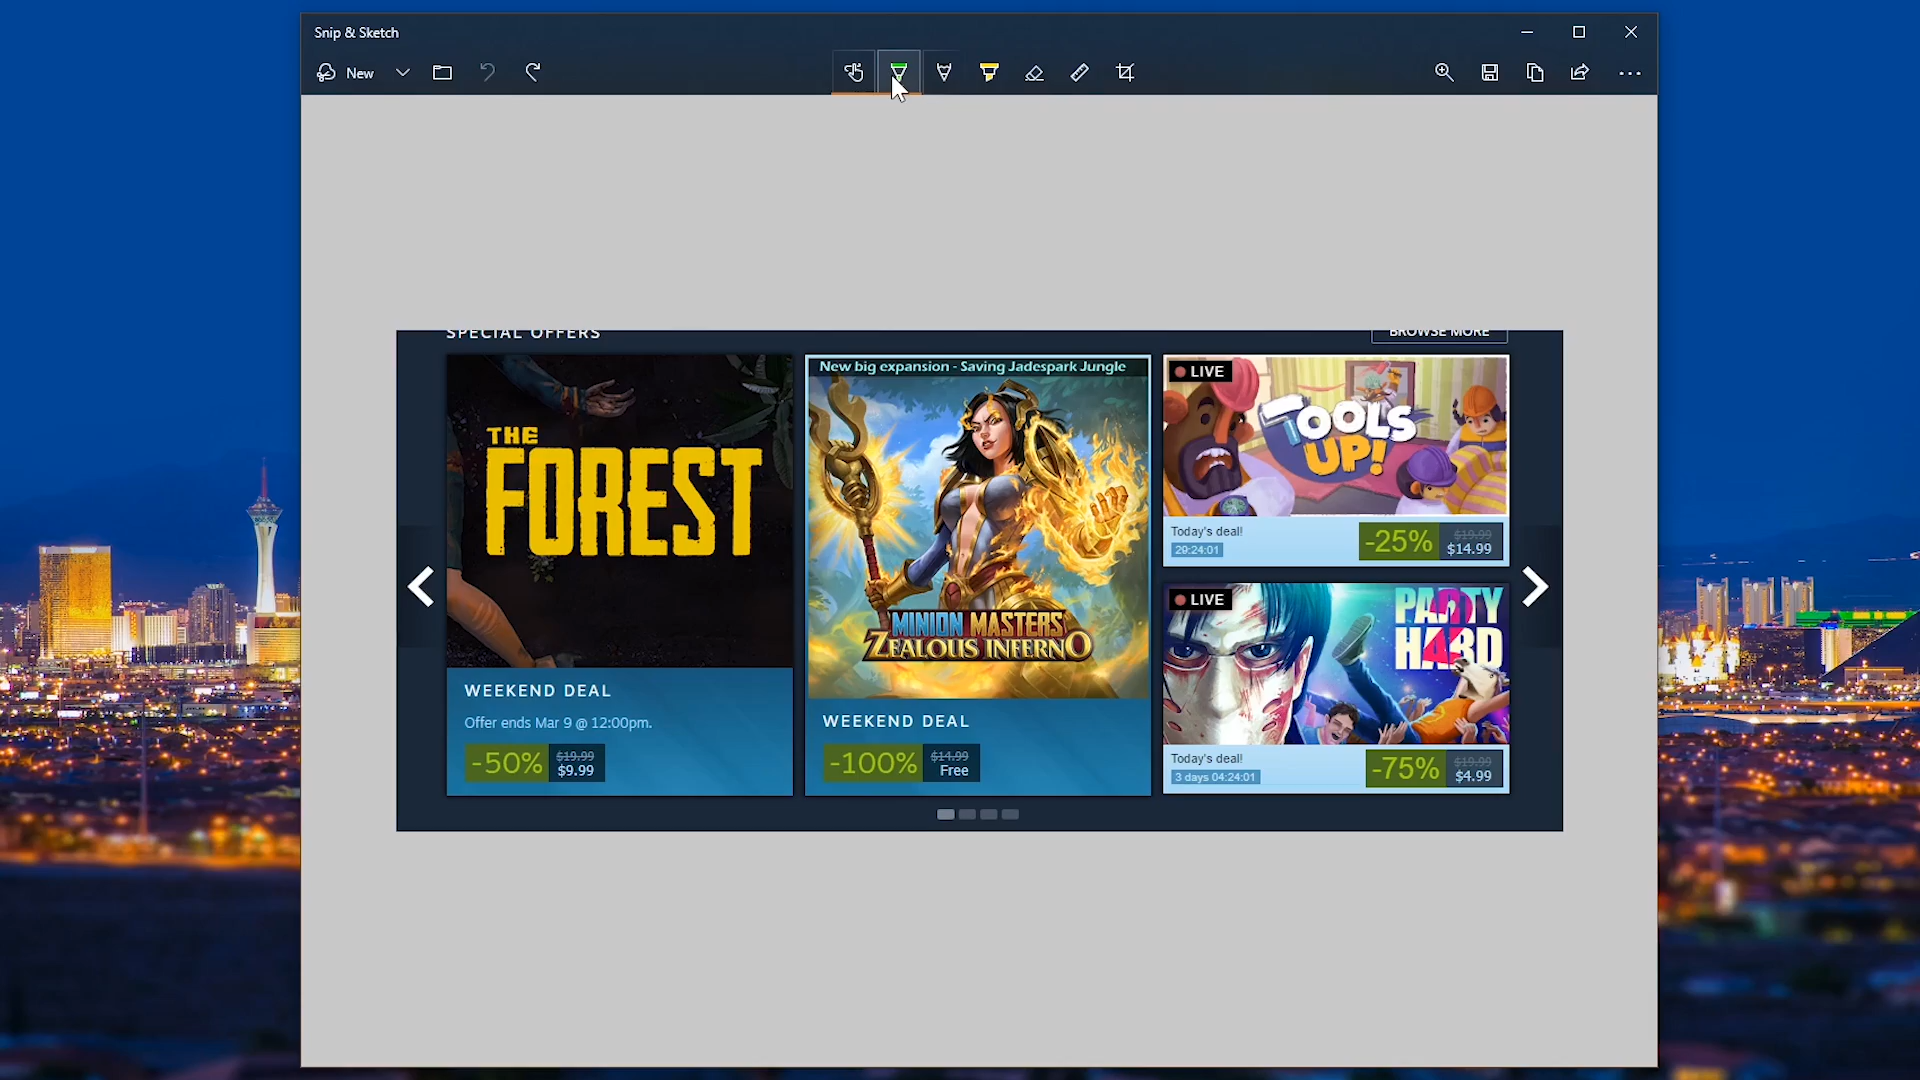 Snip & Sketch
New
SPECIAL OFFERS
BROWSE MORE
THE
FOREST
WEEKEND DEAL
Offer ends Mar 9 @ 12:00pm.
-50%
$19.99
$9.99
New big expansion - Saving Jadespark Jungle
MINION MASTERS
ZEALOUS INFERNO
WEEKEND DEAL
-100%
$14.99
Free
LIVE
TOOLS
UP!
Today's deal!
29:24:01
-25%
$19.99
$14.99
LIVE
PARTY
HARD
2
Today's deal!
3 days 04:24:01
-75%
$19.99
$4.99